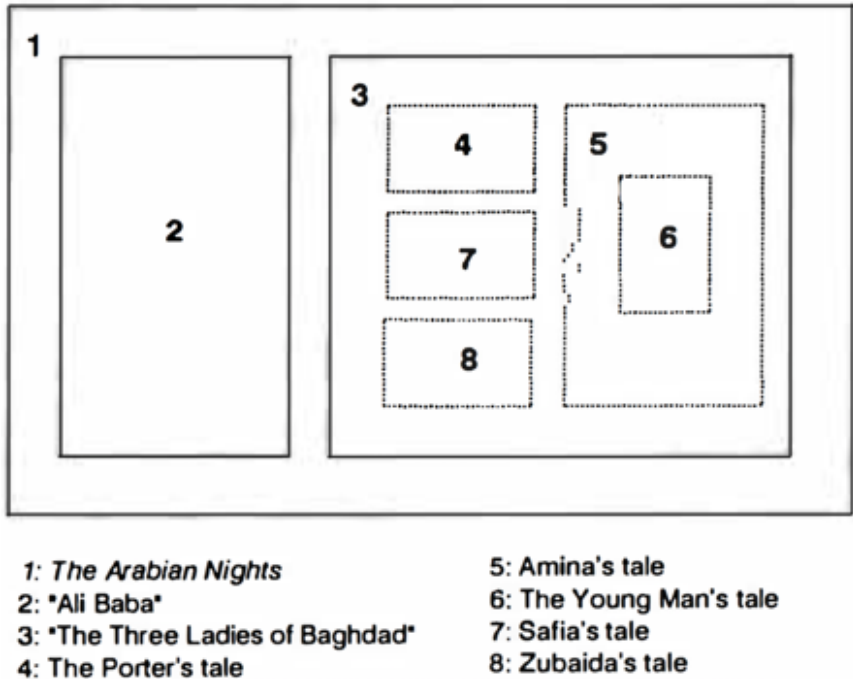 1
3
4
5
2
6
7
8
1: The Arabian Nights
2: "Ali Baba"
3: "The Three Ladies of Baghdad"
4: The Porter's tale
5: Amina's tale
6: The Young Man's tale
7: Safia's tale
8: Zubaida's tale